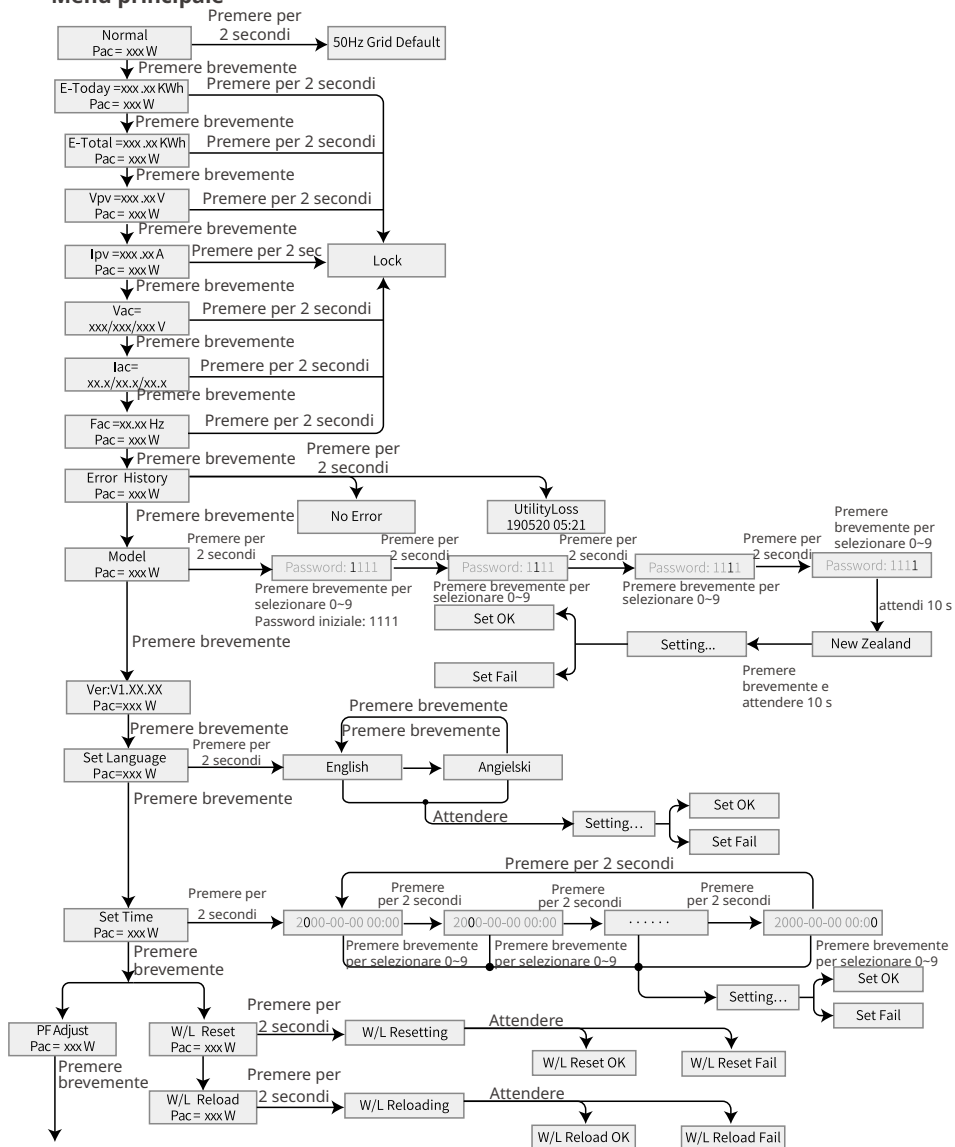 Menu principale
Premere per
2 secondi
Normal
Pac= xxx W
50Hz Grid Default
Premere brevemente
E-Today =xxx.xx KWh
Pac= xxx W
Premere per 2 secondi
Premere brevemente
E-Total =xxx.xx KWh
Pac= xxx W
Premere per 2 secondi
Premere brevemente
Vpv =xxx.xx V
Pac= xxx W
Premere per 2 secondi
Premere brevemente
Ipv =xxx.xx A
Pac= xxx W
Premere per 2 sec
Lock
Premere brevemente
Vac=
xxx/xxx/xxx V
Premere per 2 secondi
Premere brevemente
Iac=
xx.x/xx.x/xx.x
Premere per 2 secondi
Premere brevemente
Fac =xx.xx Hz
Pac= xxx W
Premere per 2 secondi
Premere brevemente
Error History
Pac= xxx W
Premere per
2 secondi
No Error
UtilityLoss
190520 05:21
Premere brevemente
Model
Pac= xxx W
Premere per
2 secondi
Password: 1111
Premere brevemente per
selezionare 0~9
Password iniziale: 1111
Premere per
2 secondi
Password: 1111
Premere brevemente per
selezionare 0~9
Premere per
2 secondi
Password: 1111
Premere brevemente per
selezionare 0~9
Premere per
2 secondi
Premere
brevemente per
selezionare 0~9
Password: 1111
attendi 10 s
New Zealand
Premere
brevemente e
attendere 10 s
Setting...
Set OK
Set Fail
Premere brevemente
Ver:V1.XX.XX
Pac=xxx W
Premere brevemente
Set Language
Pac=xxx W
Premere per
2 secondi
Premere brevemente
Premere brevemente
English
Angielski
Attendere
Setting...
Set OK
Set Fail
Premere brevemente
Set Time
Pac= xxx W
Premere per
2 secondi
Premere per 2 secondi
2000-00-00 00:00
Premere
per 2 secondi
2000-00-00 00:00
Premere
per 2 secondi
......
Premere
per 2 secondi
2000-00-00 00:00
Premere brevemente
per selezionare 0~9
Premere brevemente
per selezionare 0~9
Premere brevemente
per selezionare 0~9
Setting...
Set OK
Set Fail
Premere
brevemente
PF Adjust
Pac= xxx W
Premere
brevemente
W/L Reset
Pac= xxx W
Premere per
2 secondi
W/L Resetting
Attendere
W/L Reset OK
W/L Reset Fail
W/L Reload
Pac= xxx W
Premere per
2 secondi
W/L Reloading
Attendere
W/L Reload OK
W/L Reload Fail